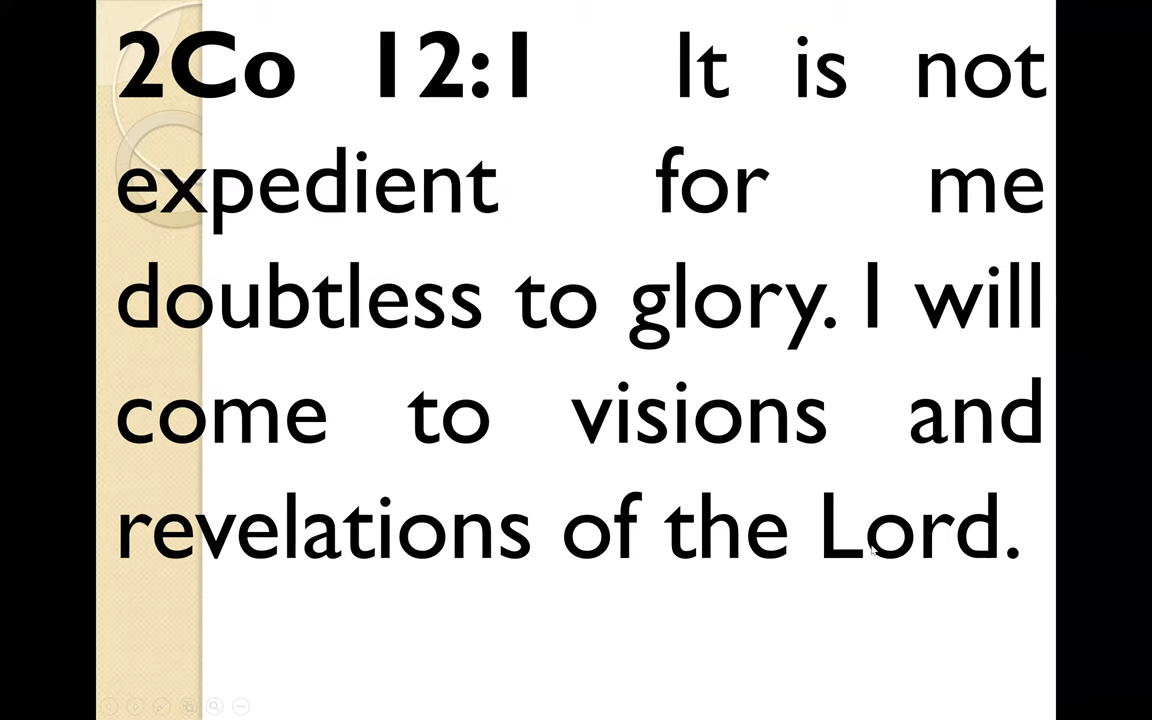 2Co 12:1 It is not
expedient for me
doubtless to glory. I will
come to visions and
revelations of the Lord.